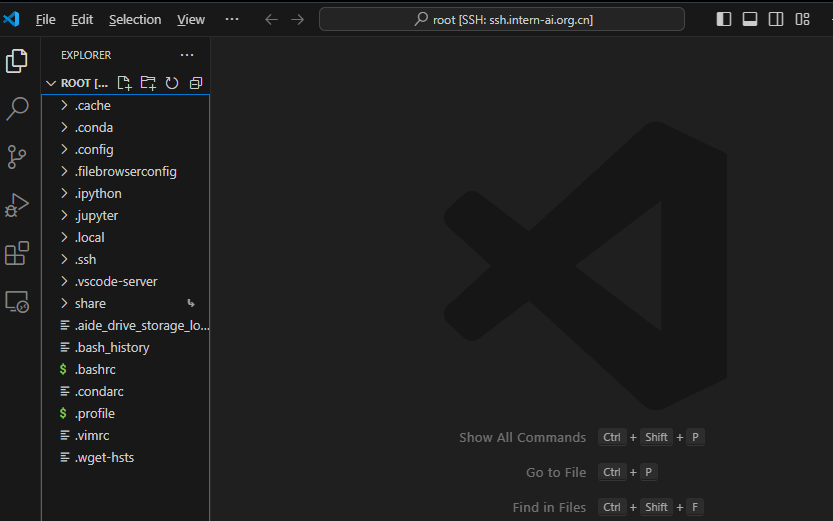 File Edit Selection View ··· root [SSH: ssh.intern-ai.org.cn]
EXPLORER ···
ROOT [...
.cache
.conda
.config
.filebrowserconfig
.ipython
.jupyter
.local
.ssh
.vscode-server
share
.aide_drive_storage_lo...
.bash_history
$ .bashrc
.condarc
$ .profile
.vimrc
.wget-hsts
Show All Commands Ctrl + Shift + P
Go to File Ctrl + P
Find in Files Ctrl + Shift + F